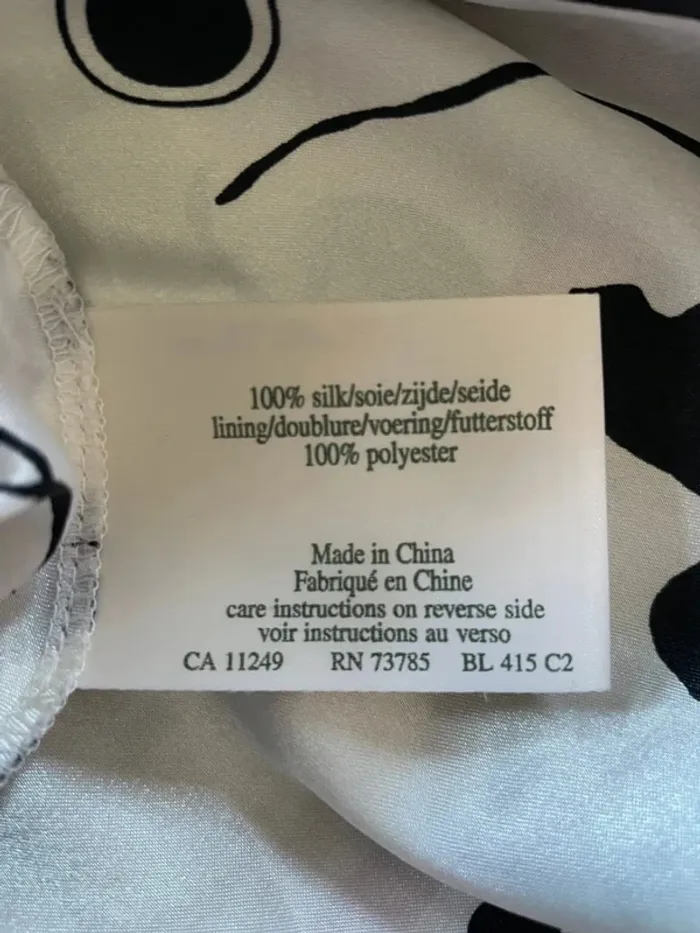 100% silk/soie/zijde/seide
lining/doublure/voering/futterstoff
100% polyester
Made in China
Fabriqué en Chine
care instructions on reverse side
voir instructions au verso
CA 11249 RN 73785 BL 415 C2